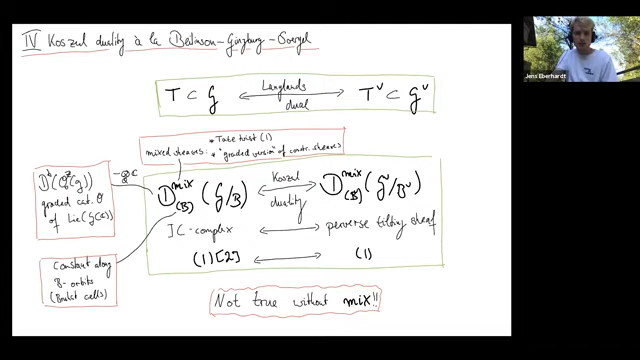 IV Koszul duality à la Beilinson-Ginzburg-Soergel
T ⊂ G ⟷ T^∨ ⊂ G^∨
Langlands
dual
mixed sheaves: * Tate twist (1)
* "graded version" of constr. sheaves
D^b(O^Z(g))
graded cat. O
of Lie(G(C))
-⊗C
D^mix_(B)(G/B) ⟷ D^mix_(B^∨)(G^∨/B^∨)
Koszul
duality
IC-complex ⟷ perverse tilting sheaf
(1)[2] ⟷ (1)
Constant along
B-orbits
(Bruhat cells)
Not true without mix!!
Jens Eberhardt